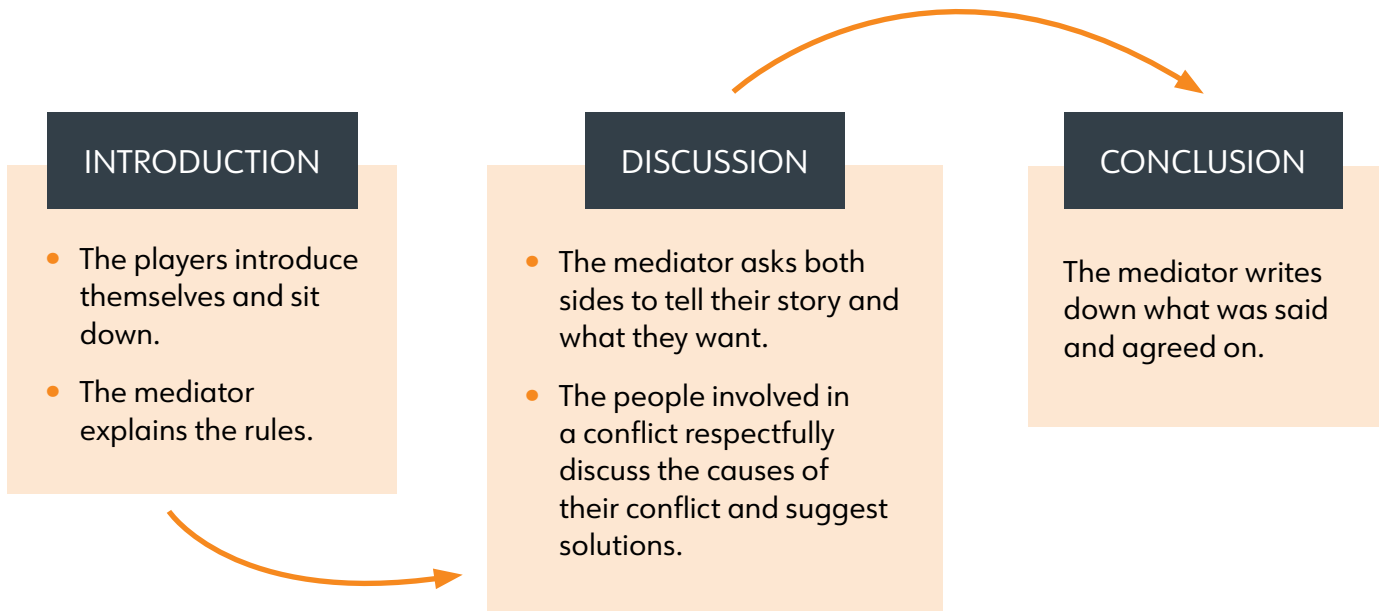 INTRODUCTION
• The players introduce
themselves and sit
down.
• The mediator
explains the rules.
DISCUSSION
• The mediator asks both
sides to tell their story and
what they want.
• The people involved in
a conflict respectfully
discuss the causes of
their conflict and suggest
solutions.
CONCLUSION
The mediator writes
down what was said
and agreed on.